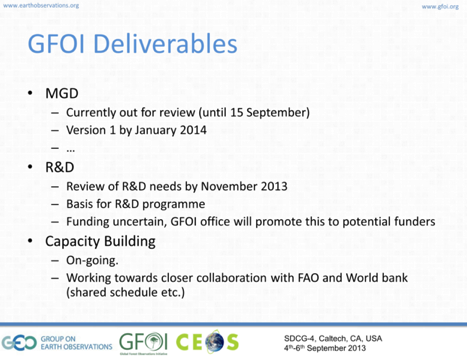 www.earthobservations.org
www.gfoi.org
GFOI Deliverables
• MGD
– Currently out for review (until 15 September)
– Version 1 by January 2014
– ...
• R&D
– Review of R&D needs by November 2013
– Basis for R&D programme
– Funding uncertain, GFOI office will promote this to potential funders
• Capacity Building
– On-going.
– Working towards closer collaboration with FAO and World bank
(shared schedule etc.)
GEO GROUP ON
EARTH OBSERVATIONS
GFOI
Global Forest Observations Initiative
CEOS
SDCG-4, Caltech, CA, USA
4th-6th September 2013